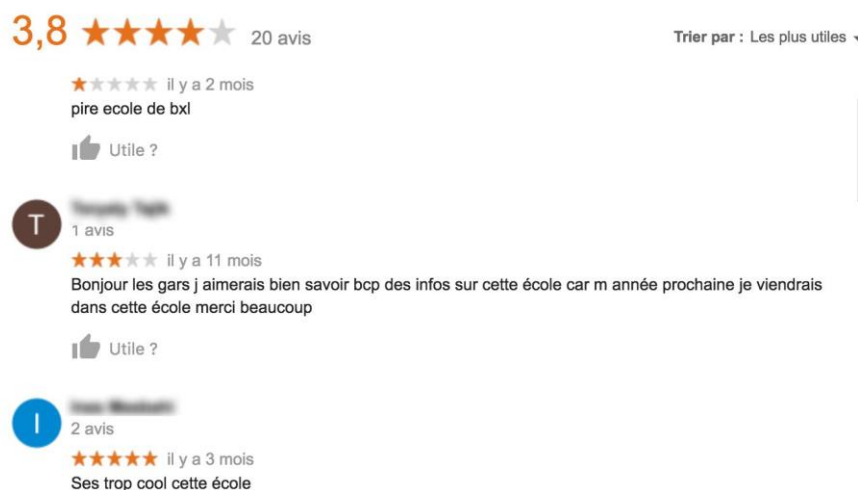 3,8 20 avis Trier par : Les plus utiles
il y a 2 mois
pire ecole de bxl
Utile ?
T
1 avis
il y a 11 mois
Bonjour les gars j aimerais bien savoir bcp des infos sur cette école car m année prochaine je viendrais
dans cette école merci beaucoup
Utile ?
I
2 avis
il y a 3 mois
Ses trop cool cette école